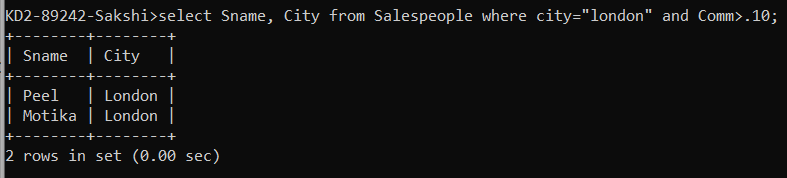 KD2-89242-Sakshi>select Sname, City from Salespeople where city="london" and Comm>.10;
+--------+--------+
| Sname  | City   |
+--------+--------+
| Peel   | London |
| Motika | London |
+--------+--------+
2 rows in set (0.00 sec)